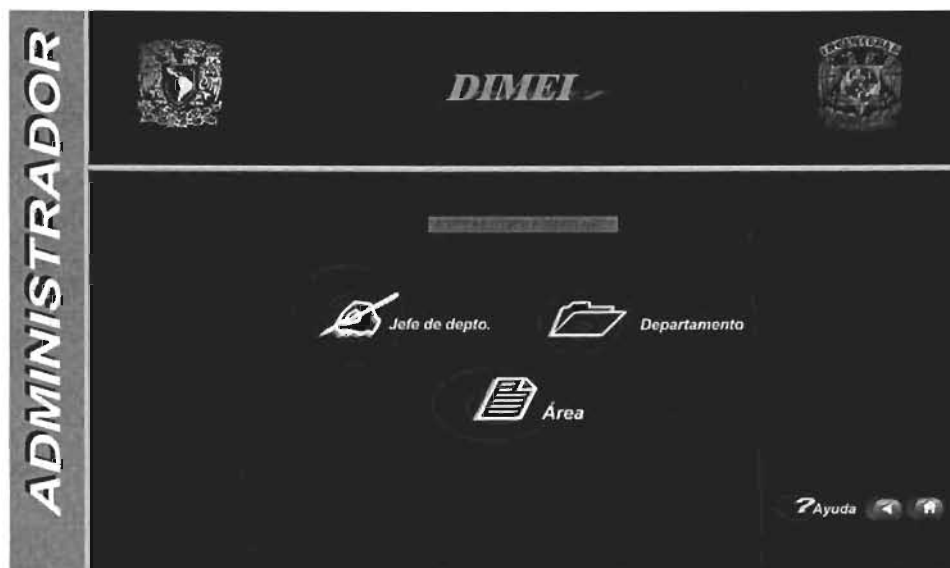 ADMINISTRADOR
DIMEI
Jefe de depto.
Departamento
Área
?Ayuda